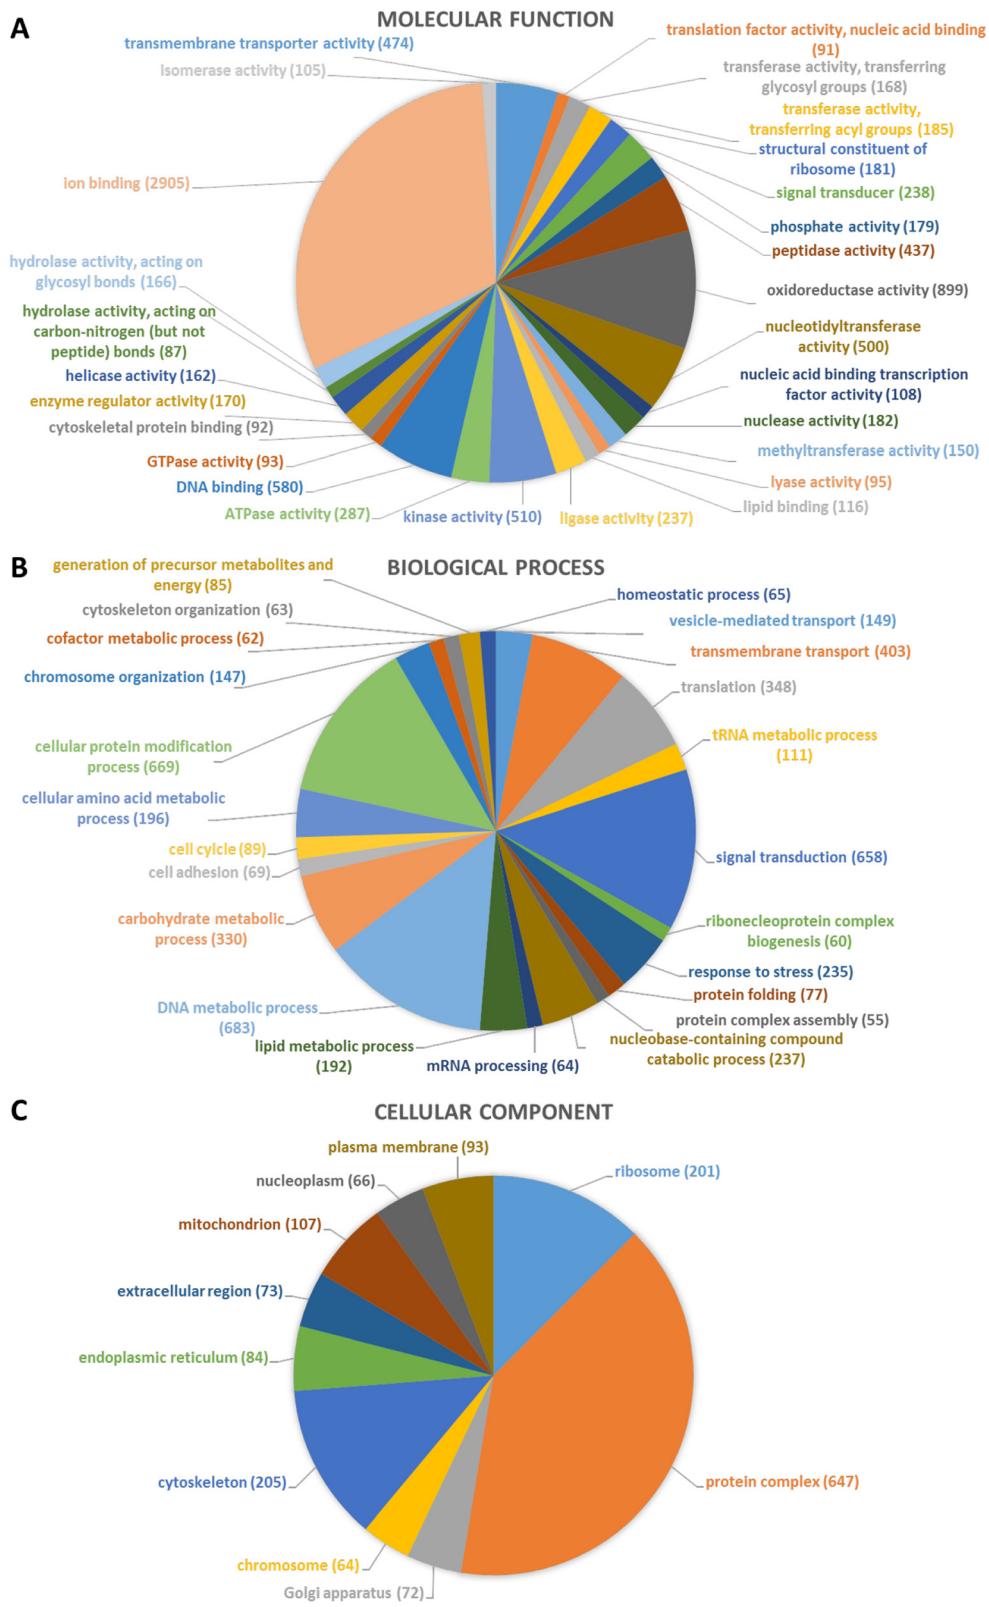 A
MOLECULAR FUNCTION
transmembrane transporter activity (474)
isomerase activity (105)
translation factor activity, nucleic acid binding
(91)
transferase activity, transferring
glycosyl groups (168)
transferase activity,
transferring acyl groups (185)
structural constituent of
ribosome (181)
signal transducer (238)
phosphate activity (179)
peptidase activity (437)
oxidoreductase activity (899)
nucleotidyltransferase
activity (500)
nucleic acid binding transcription
factor activity (108)
nuclease activity (182)
methyltransferase activity (150)
lyase activity (95)
lipid binding (116)
ligase activity (237)
kinase activity (510)
ATPase activity (287)
DNA binding (580)
GTPase activity (93)
cytoskeletal protein binding (92)
enzyme regulator activity (170)
helicase activity (162)
hydrolase activity, acting on
carbon-nitrogen (but not
peptide) bonds (87)
hydrolase activity, acting on
glycosyl bonds (166)
ion binding (2905)
B
BIOLOGICAL PROCESS
generation of precursor metabolites and
energy (85)
cytoskeleton organization (63)
cofactor metabolic process (62)
chromosome organization (147)
cellular protein modification
process (669)
cellular amino acid metabolic
process (196)
cell cylcle (89)
cell adhesion (69)
carbohydrate metabolic
process (330)
DNA metabolic process
(683)
lipid metabolic process
(192)
mRNA processing (64)
homeostatic process (65)
vesicle-mediated transport (149)
transmembrane transport (403)
translation (348)
tRNA metabolic process
(111)
signal transduction (658)
ribonecleoprotein complex
biogenesis (60)
response to stress (235)
protein folding (77)
protein complex assembly (55)
nucleobase-containing compound
catabolic process (237)
C
CELLULAR COMPONENT
plasma membrane (93)
nucleoplasm (66)
mitochondrion (107)
extracellular region (73)
endoplasmic reticulum (84)
cytoskeleton (205)
chromosome (64)
Golgi apparatus (72)
ribosome (201)
protein complex (647)